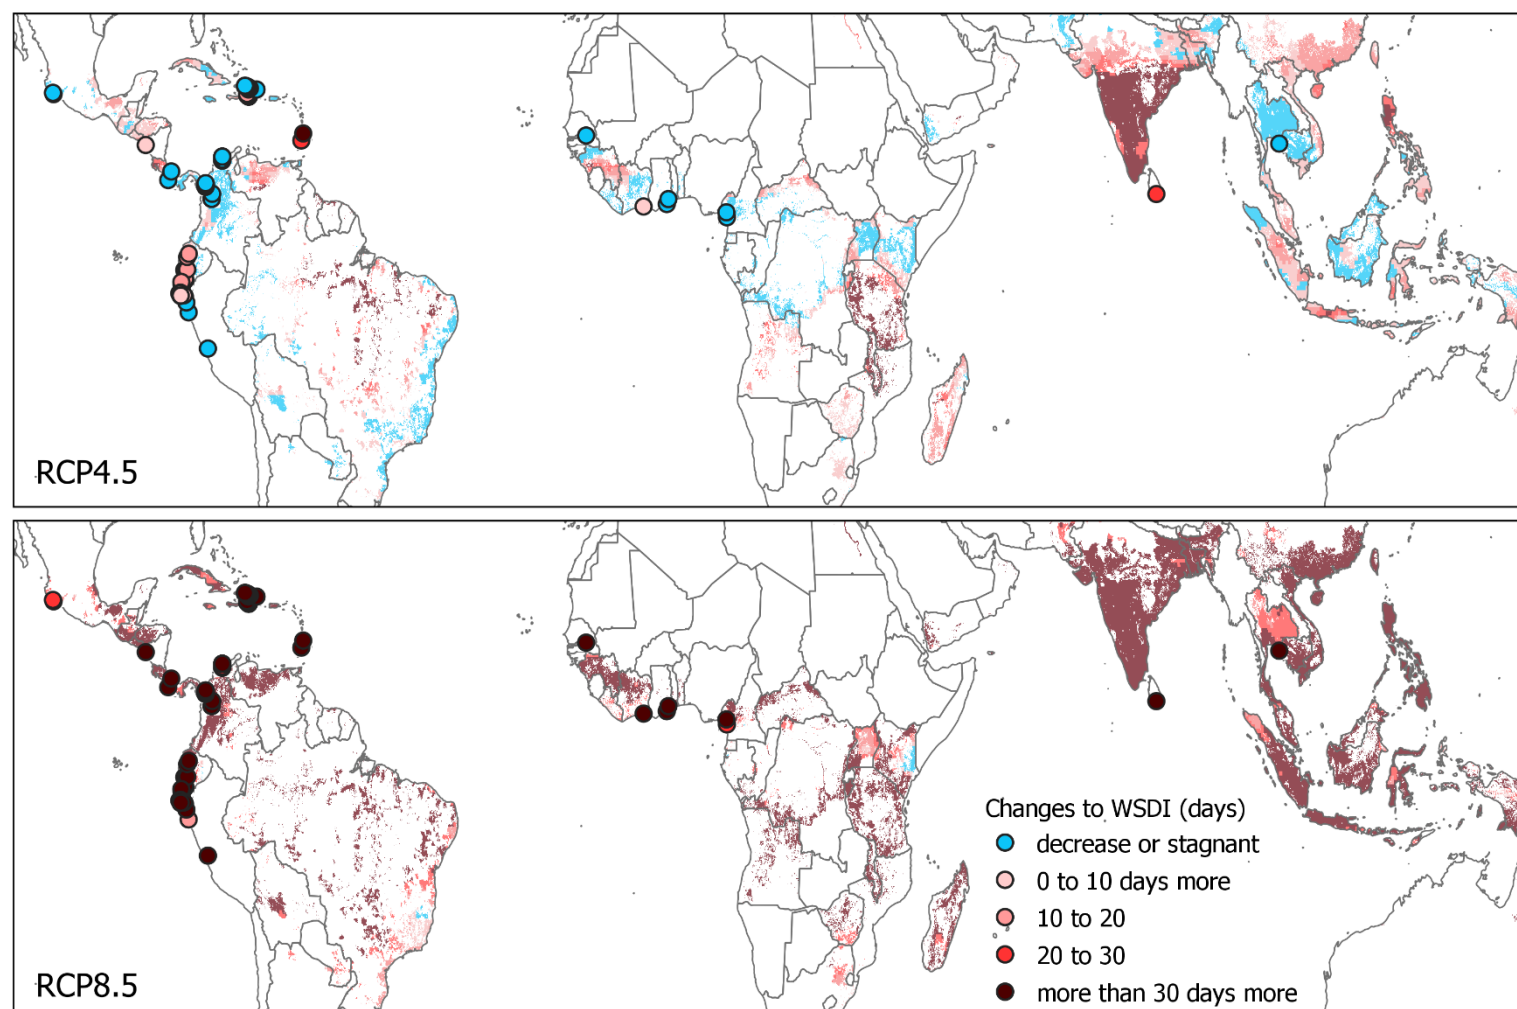 RCP4.5
RCP8.5
Changes to WSDI (days)
decrease or stagnant
0 to 10 days more
10 to 20
20 to 30
more than 30 days more